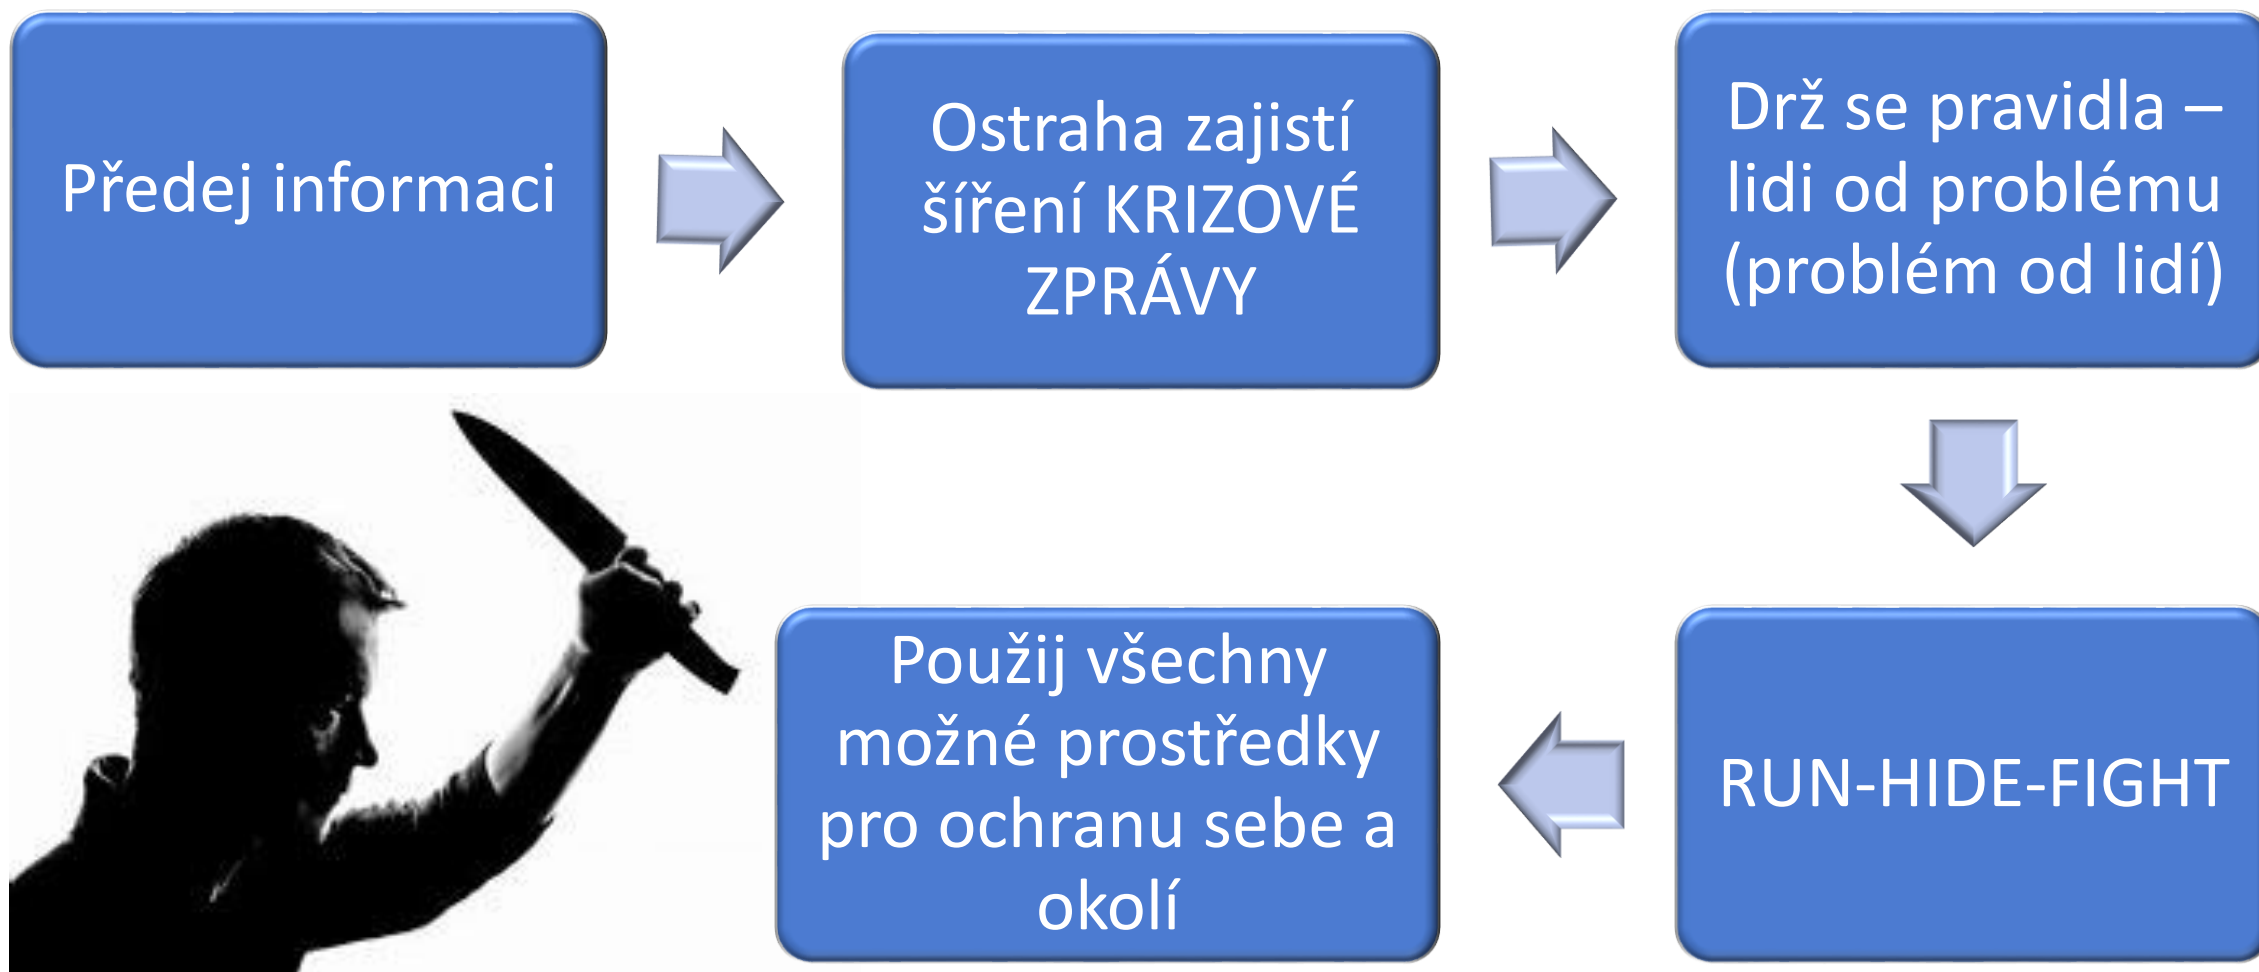 Předej informaci
Ostraha zajistí
šíření KRIZOVÉ
ZPRÁVY
Drž se pravidla –
lidi od problému
(problém od lidí)
RUN-HIDE-FIGHT
Použij všechny
možné prostředky
pro ochranu sebe a
okolí